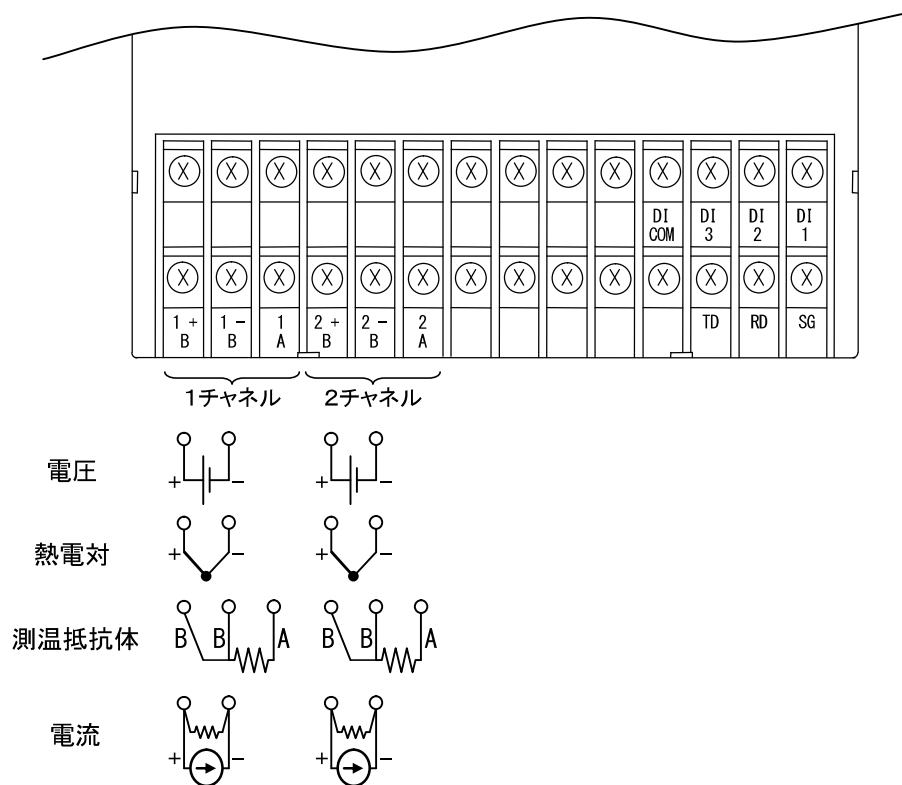 DI COM DI 3 DI 2 DI 1
1 + B 1 − B 1 A 2 + B 2 − B 2 A TD RD SG
1チャネル 2チャネル
電圧 + − + −
熱電対 + − + −
測温抵抗体 B B A B B A
電流 + − + −